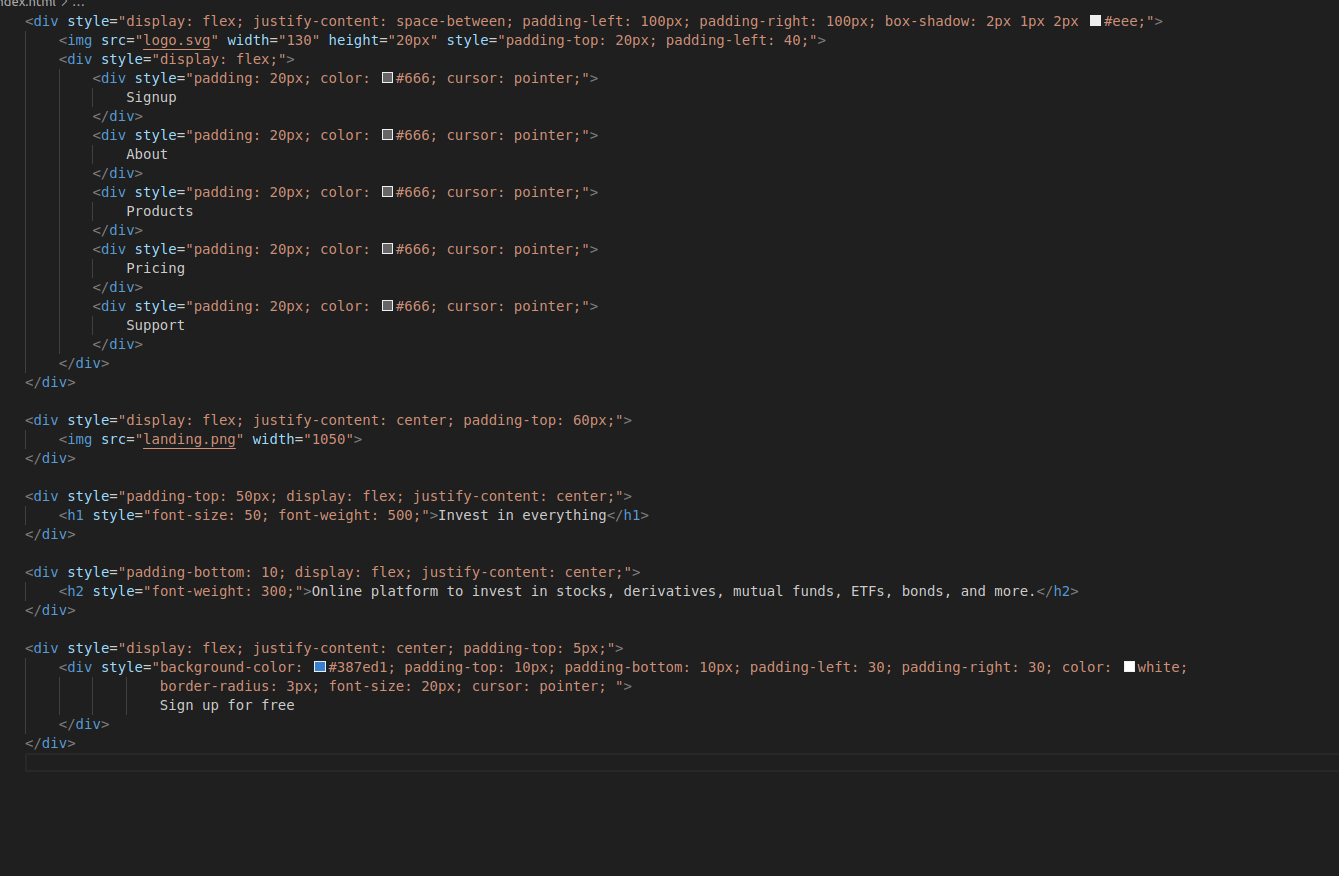 ndex.html > ...
<div style="display: flex; justify-content: space-between; padding-left: 100px; padding-right: 100px; box-shadow: 2px 1px 2px #eee;">
    <img src="logo.svg" width="130" height="20px" style="padding-top: 20px; padding-left: 40;">
    <div style="display: flex;">
        <div style="padding: 20px; color: #666; cursor: pointer;">
            Signup
        </div>
        <div style="padding: 20px; color: #666; cursor: pointer;">
            About
        </div>
        <div style="padding: 20px; color: #666; cursor: pointer;">
            Products
        </div>
        <div style="padding: 20px; color: #666; cursor: pointer;">
            Pricing
        </div>
        <div style="padding: 20px; color: #666; cursor: pointer;">
            Support
        </div>
    </div>
</div>

<div style="display: flex; justify-content: center; padding-top: 60px;">
    <img src="landing.png" width="1050">
</div>

<div style="padding-top: 50px; display: flex; justify-content: center;">
    <h1 style="font-size: 50; font-weight: 500;">Invest in everything</h1>
</div>

<div style="padding-bottom: 10; display: flex; justify-content: center;">
    <h2 style="font-weight: 300;">Online platform to invest in stocks, derivatives, mutual funds, ETFs, bonds, and more.</h2>
</div>

<div style="display: flex; justify-content: center; padding-top: 5px;">
    <div style="background-color: #387ed1; padding-top: 10px; padding-bottom: 10px; padding-left: 30; padding-right: 30; color: white;
                border-radius: 3px; font-size: 20px; cursor: pointer; ">
                Sign up for free
    </div>
</div>